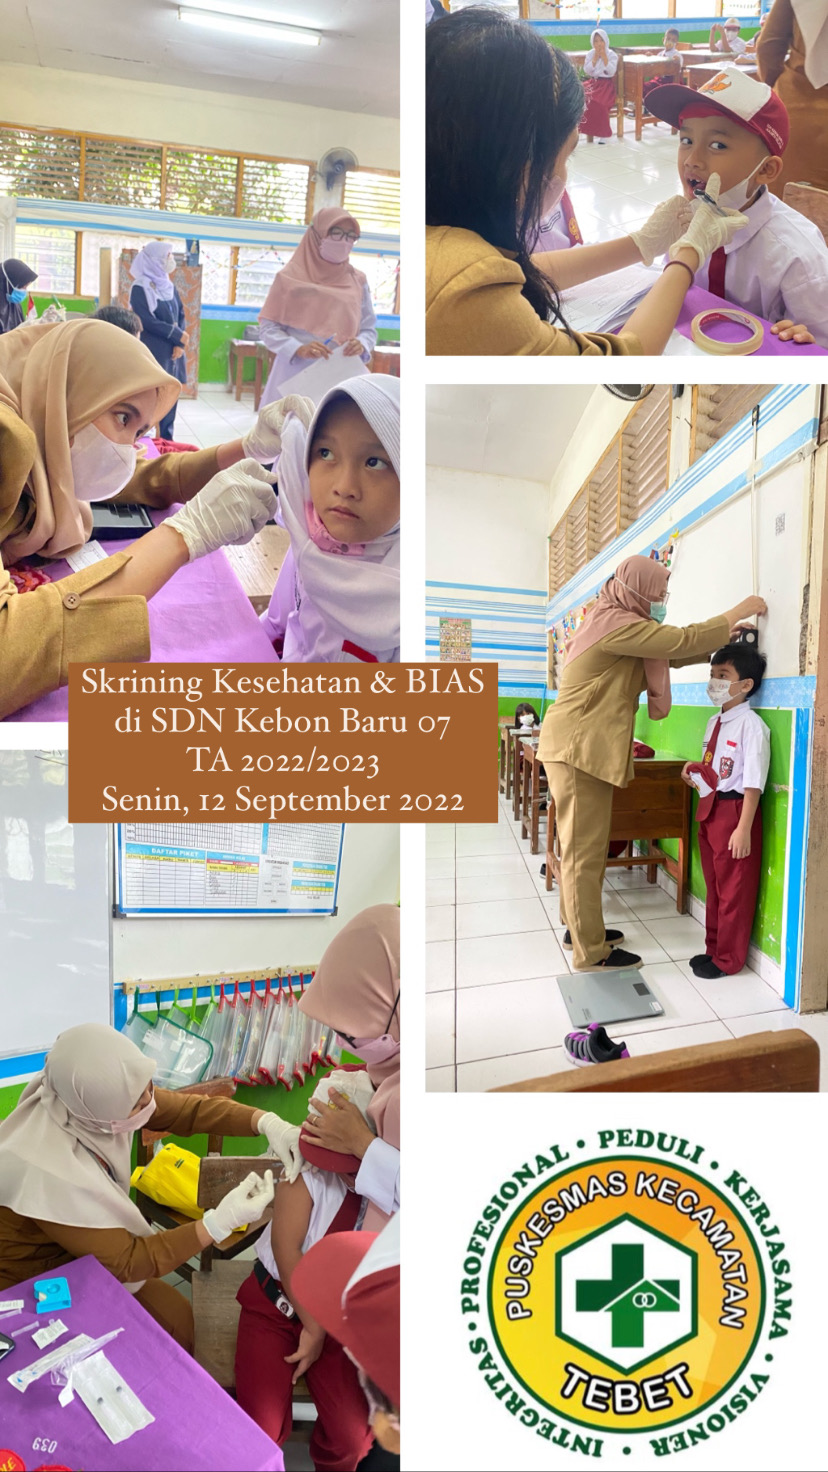 Skrining Kesehatan & BIAS
di SDN Kebon Baru 07
TA 2022/2023
Senin, 12 September 2022
DAFTAR PIKET
039
INTEGRITAS • PROFESIONAL • PEDULI • KERJASAMA • VISIONER •
PUSKESMAS KECAMATAN
TEBET